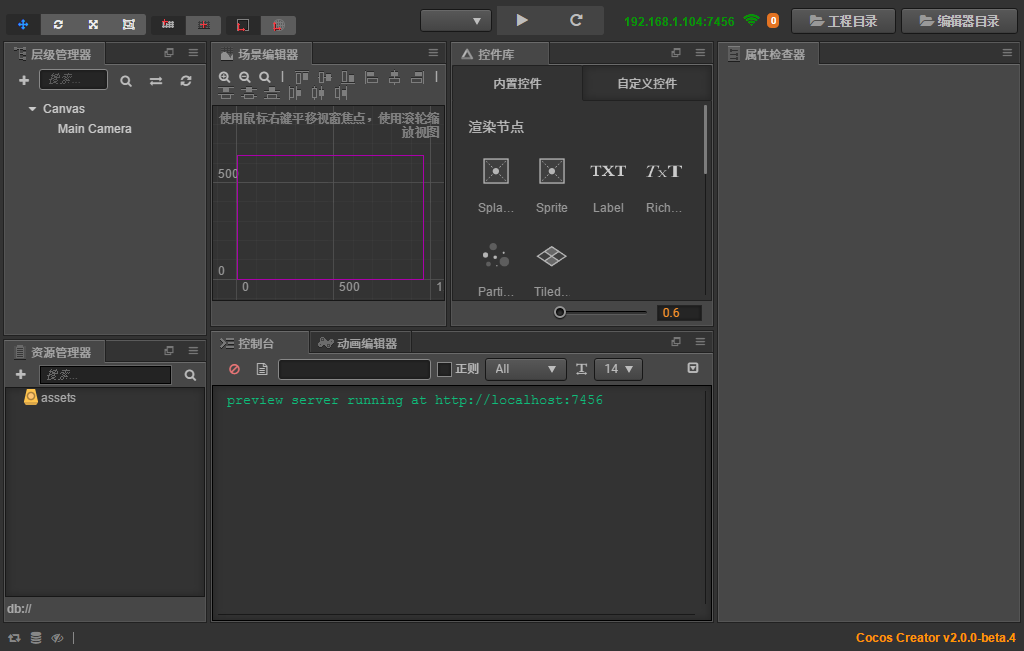 192.168.1.104:7456
0
工程目录
编辑器目录
层级管理器
搜索...
Canvas
Main Camera
场景编辑器
使用鼠标右键平移视窗焦点，使用滚轮缩
放视图
500
0
0
500
1
控件库
内置控件
自定义控件
渲染节点
TXT
TxT
Spla...
Sprite
Label
Rich...
Parti...
Tiled...
0.6
属性检查器
资源管理器
搜索...
assets
db://
控制台
动画编辑器
正则
All
14
preview server running at http://localhost:7456
Cocos Creator v2.0.0-beta.4